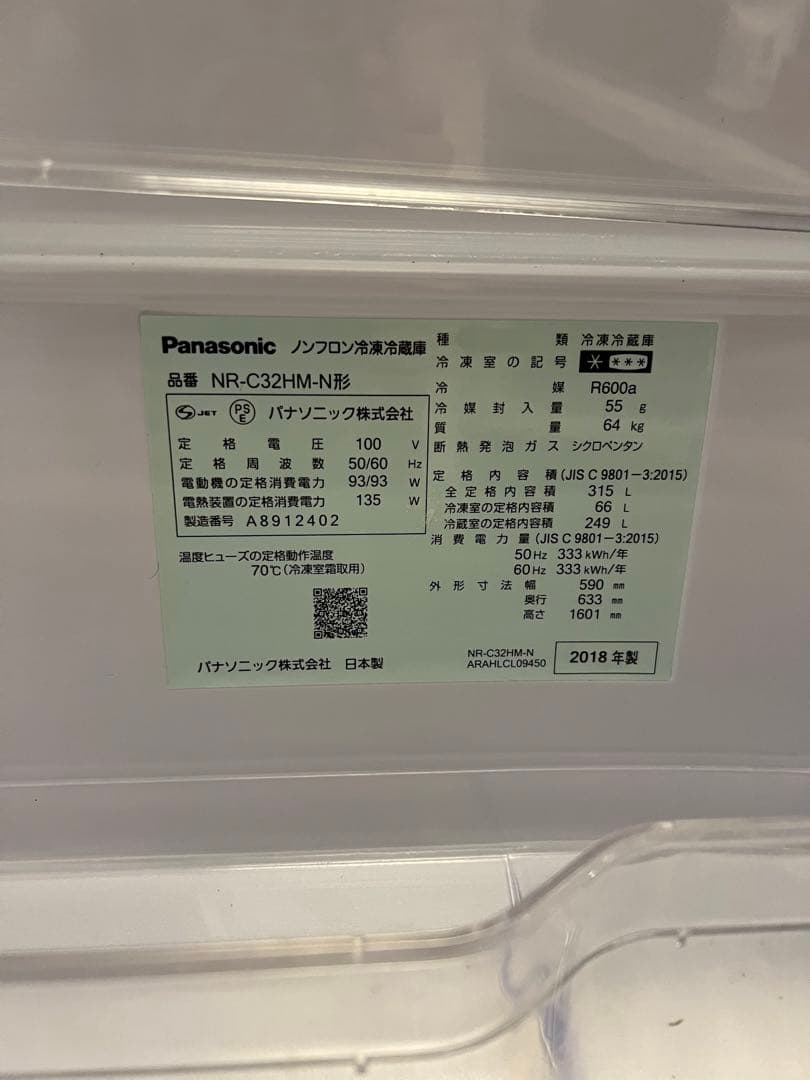 Panasonic ノンフロン冷凍冷蔵庫
品番 NR-C32HM-N形
S JET PS E パナソニック株式会社
定格電圧 100 V
定格周波数 50/60 Hz
電動機の定格消費電力 93/93 W
電熱装置の定格消費電力 135 W
製造番号 A8912402
温度ヒューズの定格動作温度
70℃(冷凍室霜取用)
パナソニック株式会社 日本製
種類 冷凍冷蔵庫
冷凍室の記号 * ***
冷媒 R600a
冷媒封入量 55 g
質量 64 kg
断熱発泡ガス シクロペンタン
定格内容積(JIS C 9801-3:2015)
全定格内容積 315 L
冷凍室の定格内容積 66 L
冷蔵室の定格内容積 249 L
消費電力量(JIS C 9801-3:2015)
50Hz 333kWh/年
60Hz 333kWh/年
外形寸法 幅 590 mm
奥行 633 mm
高さ 1601 mm
NR-C32HM-N
ARAHLCL09450
2018年製